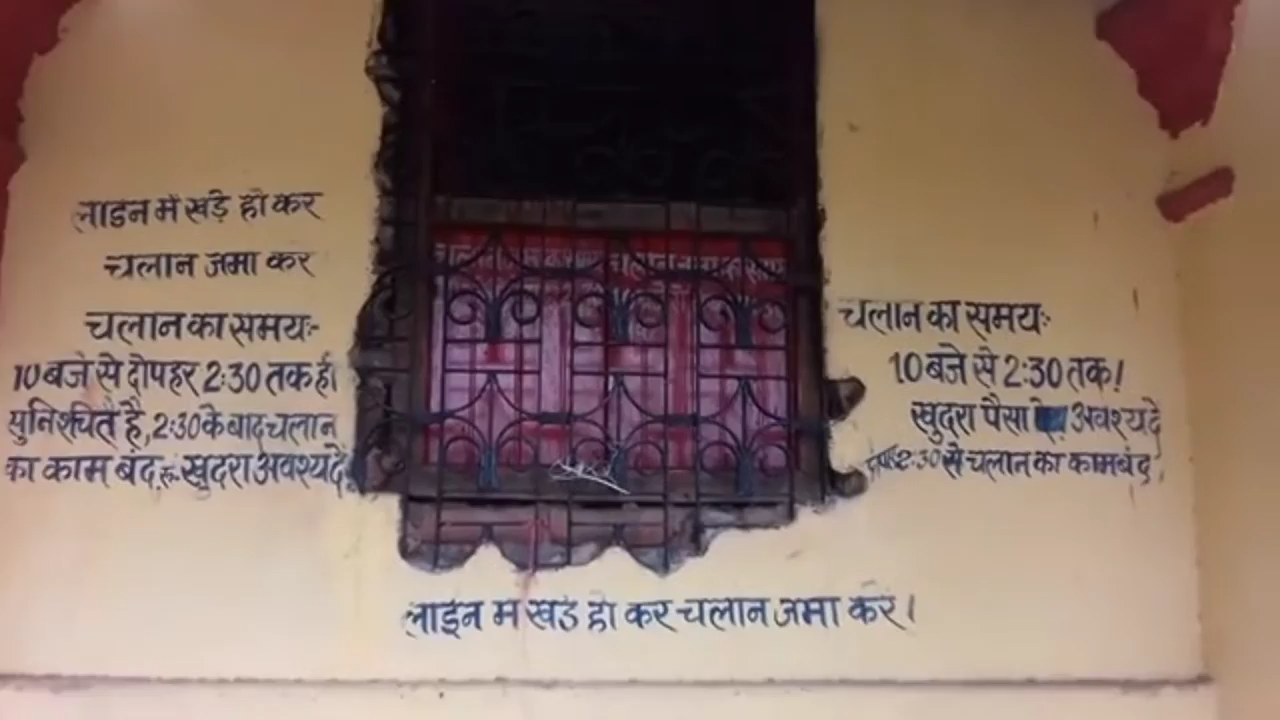 लाइन में खड़े हो कर
चलान जमा कर
चलान का समयः-
10 बजे से दोपहर 2:30 तक ही
सुनिश्चित है, 2:30 के बाद चलान
का काम बंद रू. खुदरा अवश्य दें
चलान का समयः
10 बजे से 2:30 तक!
खुदरा पैसा अवश्य दे
2:30 से चलान का काम बंद
लाईन म खडे हो कर चलान जमा करें।